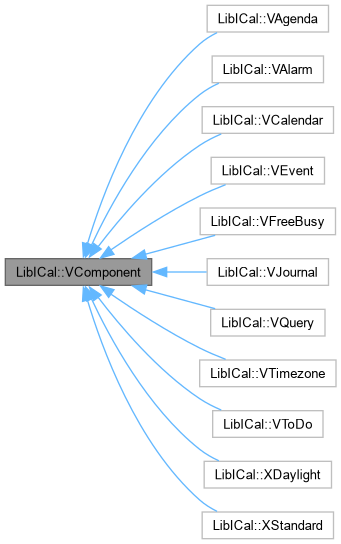 LibICal::VAgenda
LibICal::VAlarm
LibICal::VCalendar
LibICal::VEvent
LibICal::VFreeBusy
LibICal::VComponent
LibICal::VJournal
LibICal::VQuery
LibICal::VTimezone
LibICal::VToDo
LibICal::XDaylight
LibICal::XStandard